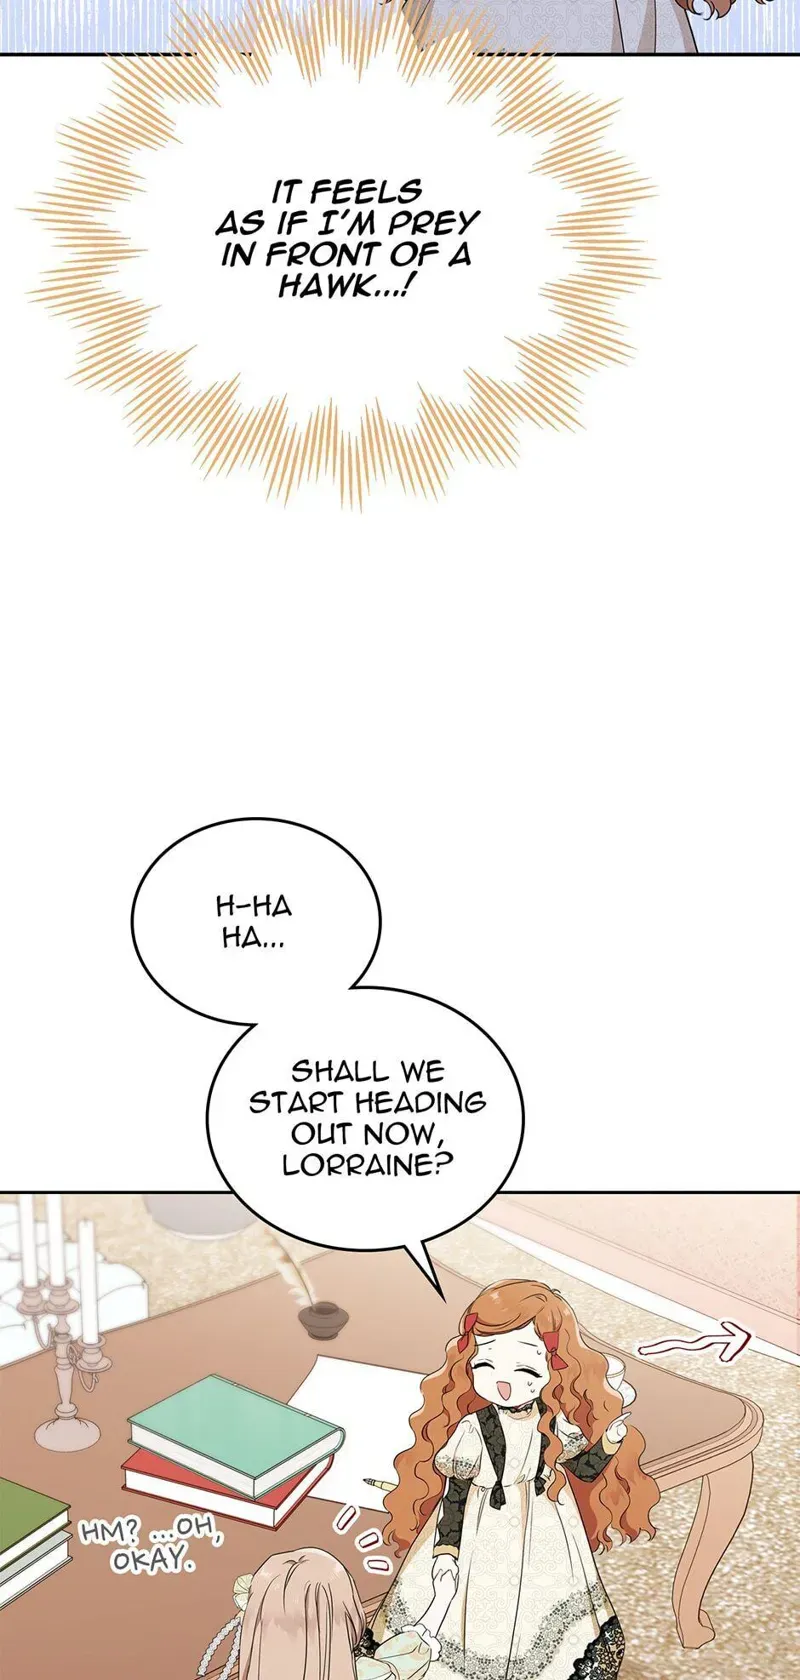 IT FEELS
AS IF I'M PREY
IN FRONT OF A
HAWK...!
H-HA
HA...
SHALL WE
START HEADING
OUT NOW,
LORRAINE?
HM? ...OH,
OKAY.